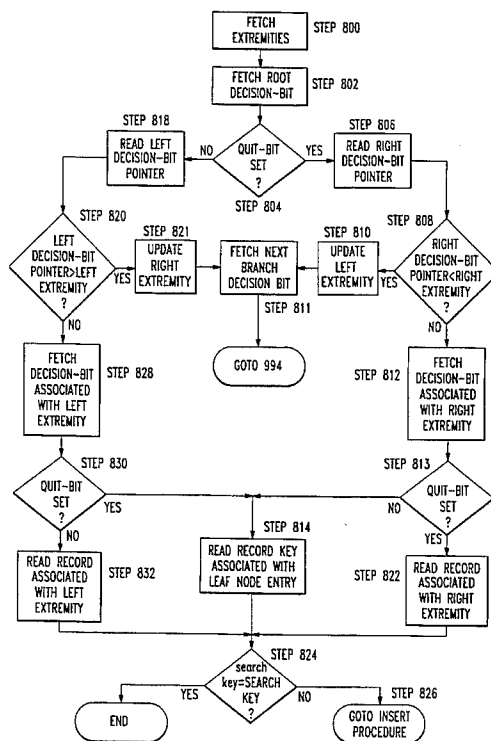 FETCH
EXTREMITIES
STEP 800
FETCH ROOT
DECISION-BIT
STEP 802
STEP 818
READ LEFT
DECISION-BIT
POINTER
NO
QUIT-BIT
SET
?
YES
STEP 804
STEP 806
READ RIGHT
DECISION-BIT
POINTER
STEP 820
LEFT
DECISION-BIT
POINTER>LEFT
EXTREMITY
?
YES
NO
STEP 821
UPDATE
RIGHT
EXTREMITY
FETCH NEXT
BRANCH
DECISION BIT
STEP 811
STEP 810
UPDATE
LEFT
EXTREMITY
STEP 808
RIGHT
DECISION-BIT
POINTER<RIGHT
EXTREMITY
?
YES
NO
GOTO 994
FETCH
DECISION-BIT
ASSOCIATED
WITH LEFT
EXTREMITY
STEP 828
STEP 812
FETCH
DECISION-BIT
ASSOCIATED
WITH RIGHT
EXTREMITY
STEP 830
QUIT-BIT
SET
?
YES
NO
STEP 813
QUIT-BIT
SET
?
NO
YES
STEP 814
READ RECORD KEY
ASSOCIATED WITH
LEAF NODE ENTRY
READ RECORD
ASSOCIATED
WITH LEFT
EXTREMITY
STEP 832
STEP 822
READ RECORD
ASSOCIATED
WITH RIGHT
EXTREMITY
STEP 824
search
key=SEARCH
KEY
?
YES
NO
STEP 826
END
GOTO INSERT
PROCEDURE